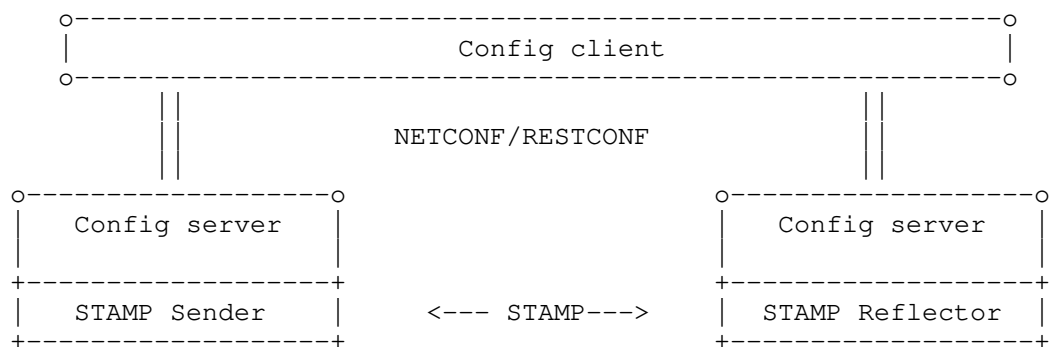 Config client
NETCONF/RESTCONF
Config server Config server
STAMP Sender <--- STAMP---> STAMP Reflector